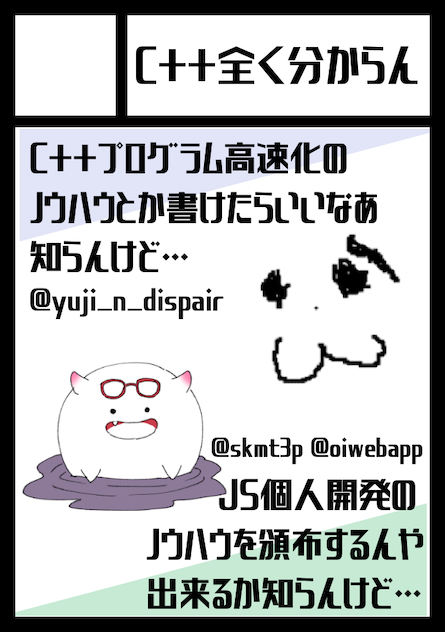 C++全く分からん
C++プログラム高速化の
ノウハウとか書けたらいいなあ
知らんけど…
@yuji_n_dispair
@skmt3p @oiwebapp
JS個人開発の
ノウハウを頒布するんや
出来るか知らんけど…